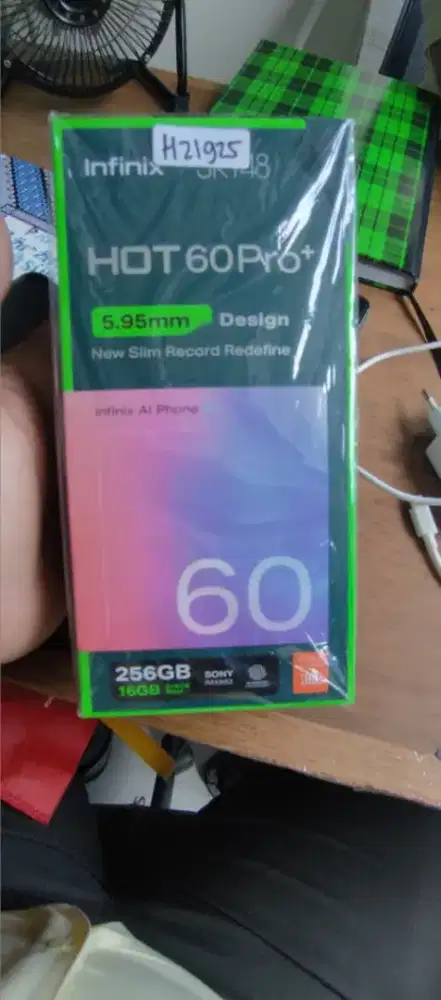 H21925
Infinix
HOT 60 Pro+
5.95mm Design
New Slim Record Redefine
Infinix AI Phone
60
256GB
16GB
SONY
JBL